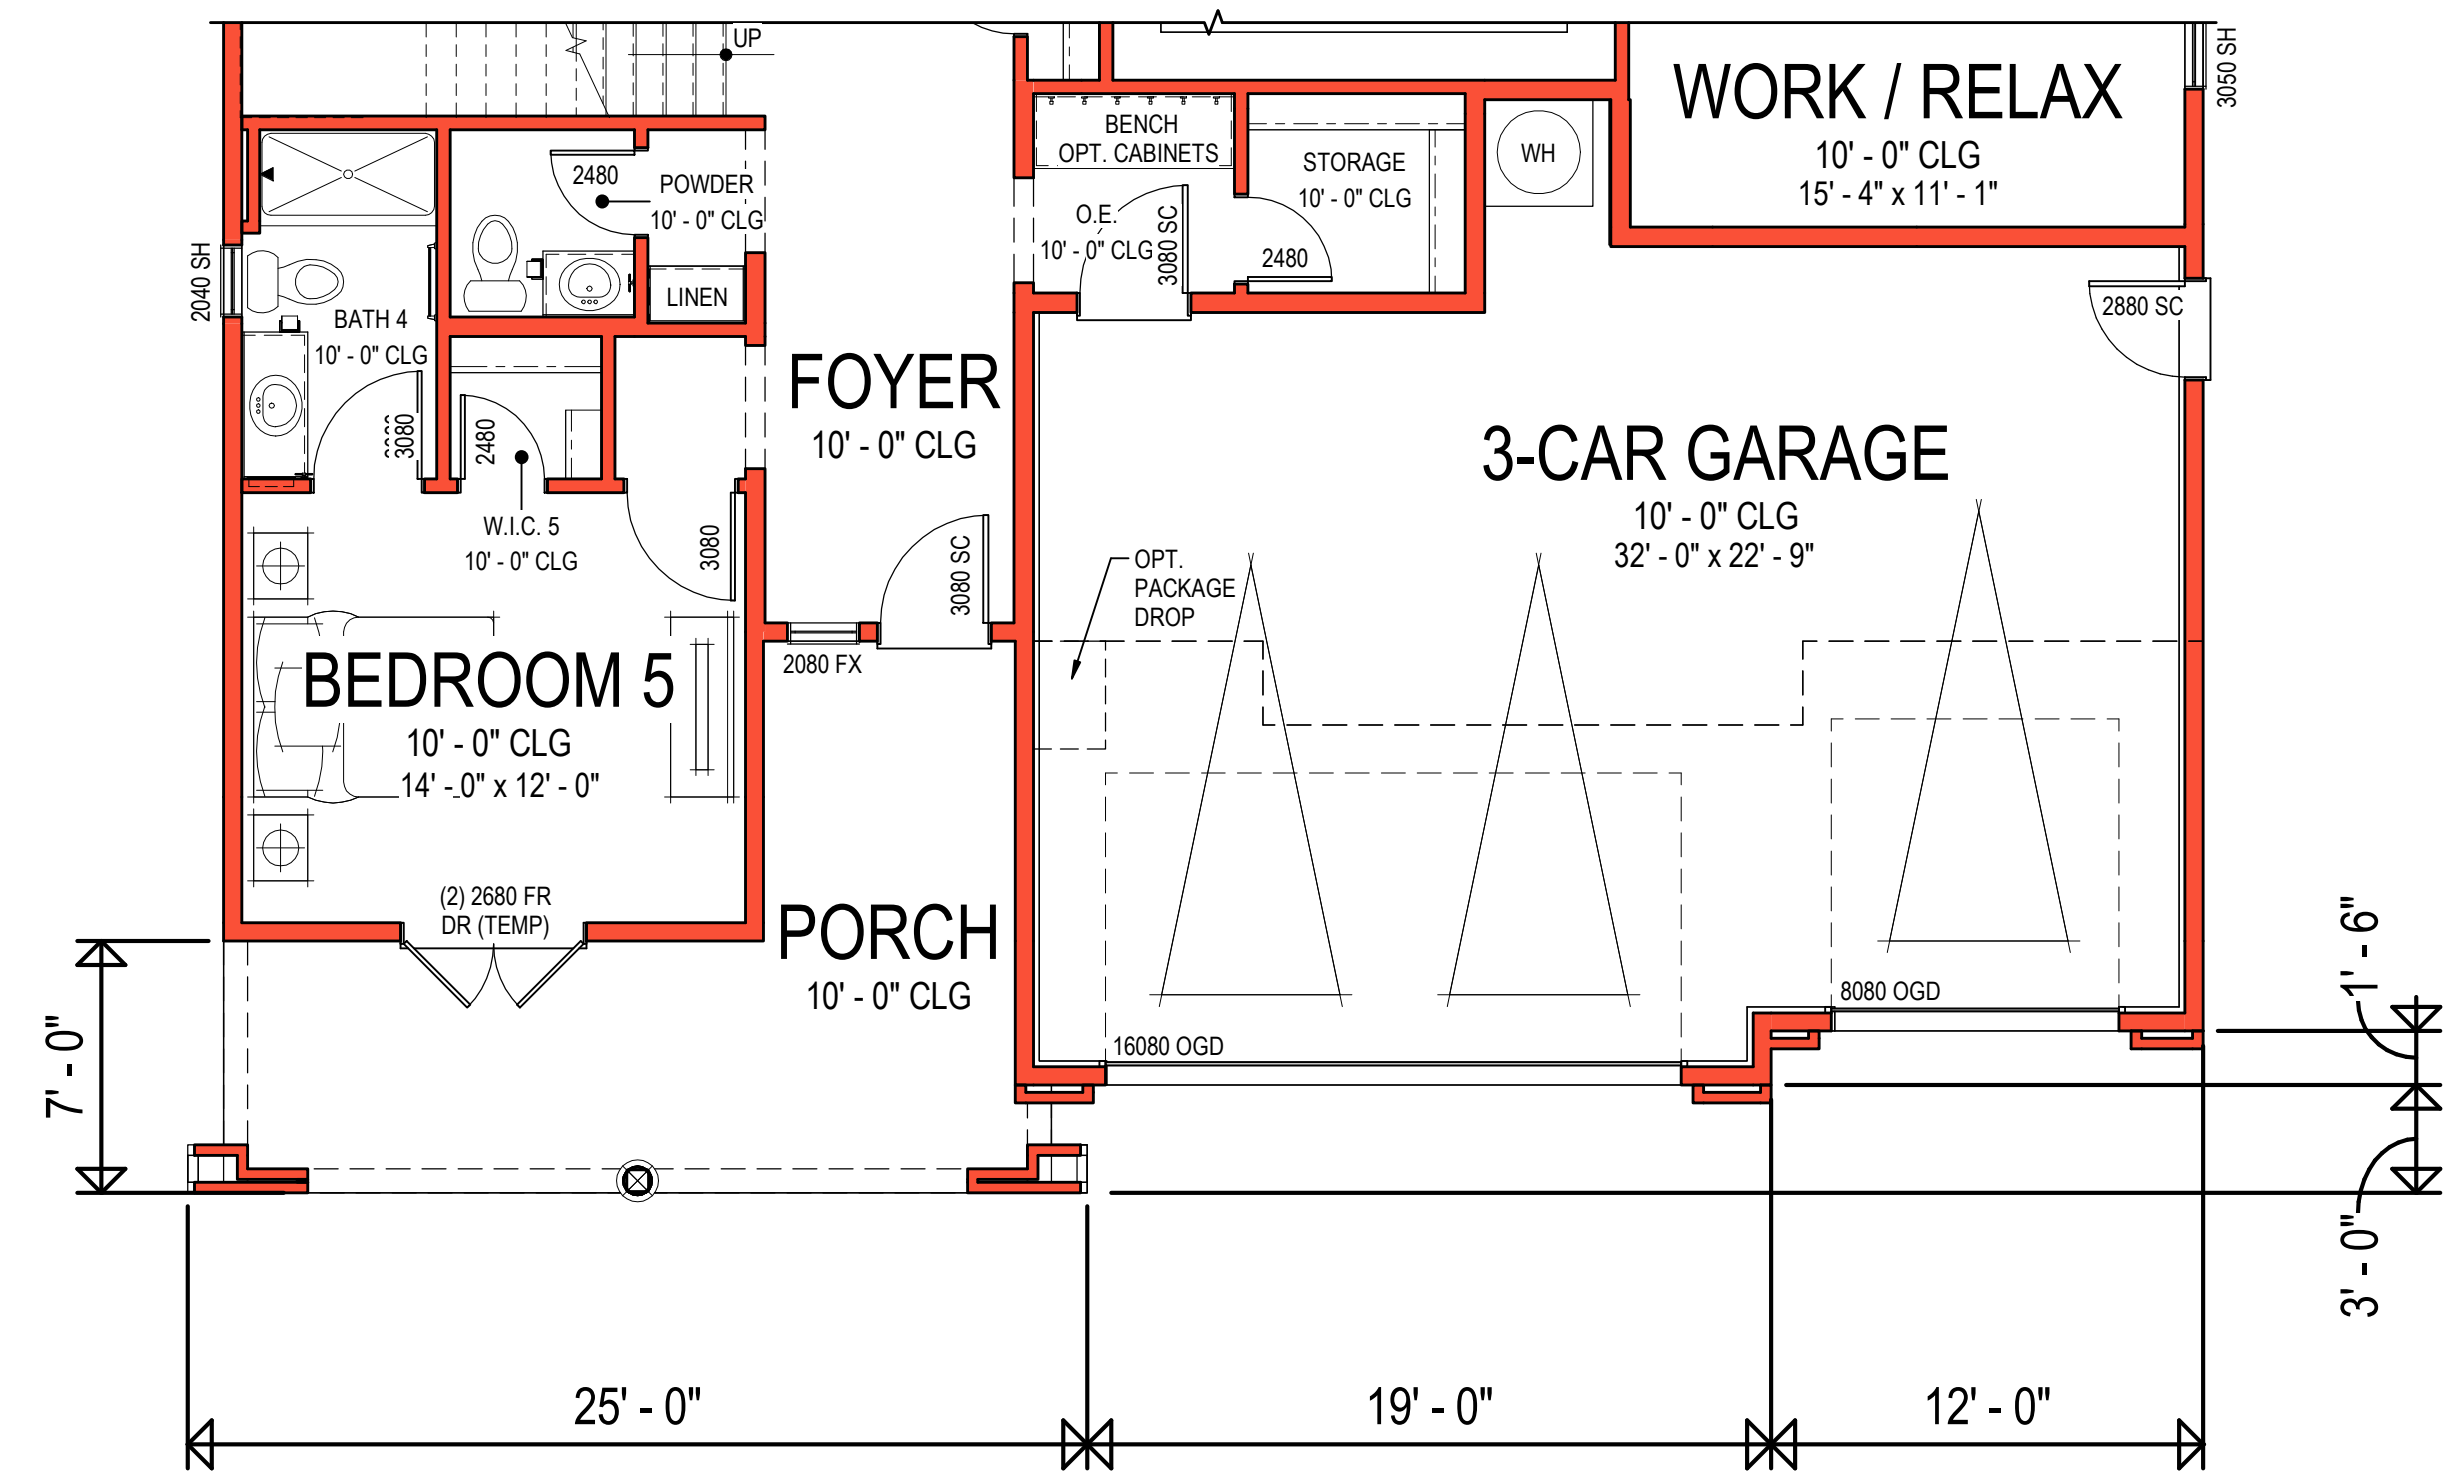 UP
3050 SH
WORK / RELAX
10' - 0" CLG
15' - 4" x 11' - 1"
BENCH
OPT. CABINETS
STORAGE
10' - 0" CLG
WH
2480
POWDER
10' - 0" CLG
O.E.
10' - 0" CLG
3080 SC
2480
2040 SH
LINEN
BATH 4
10' - 0" CLG
2880 SC
FOYER
10' - 0" CLG
3080
2480
3-CAR GARAGE
10' - 0" CLG
32' - 0" x 22' - 9"
W.I.C. 5
10' - 0" CLG
3080
3080 SC
OPT.
PACKAGE
DROP
2080 FX
BEDROOM 5
10' - 0" CLG
14' - 0" x 12' - 0"
(2) 2680 FR
DR (TEMP)
PORCH
10' - 0" CLG
8080 OGD
16080 OGD
7' - 0"
1' - 6"
3' - 0"
25' - 0"
19' - 0"
12' - 0"